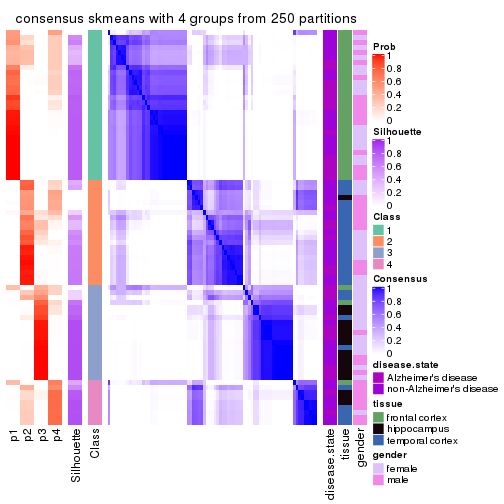 consensus skmeans with 4 groups from 250 partitions
Prob
1
0.8
0.6
0.4
0.2
0
Silhouette
1
0.8
0.6
0.4
0.2
0
Class
1
2
3
4
Consensus
1
0.8
0.6
0.4
0.2
0
disease.state
Alzheimer's disease
non-Alzheimer's disease
tissue
frontal cortex
hippocampus
temporal cortex
gender
female
male
p1
p2
p3
p4
Silhouette
Class
disease.state
tissue
gender